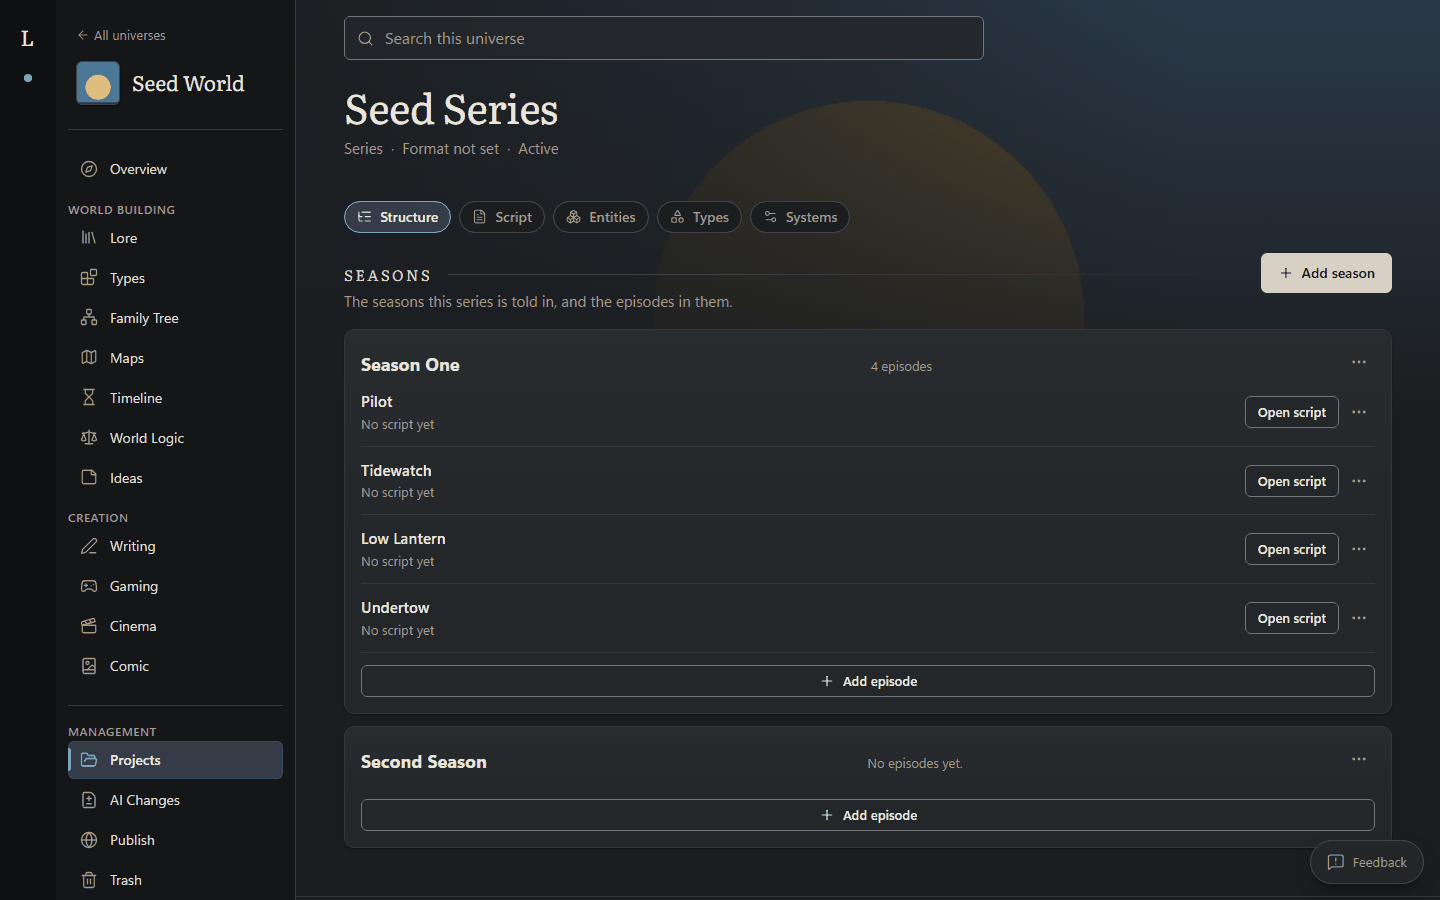 L
All universes
Seed World
Overview
WORLD BUILDING
Lore
Types
Family Tree
Maps
Timeline
World Logic
Ideas
CREATION
Writing
Gaming
Cinema
Comic
MANAGEMENT
Projects
AI Changes
Publish
Trash
Search this universe
Seed Series
Series · Format not set · Active
Structure
Script
Entities
Types
Systems
SEASONS
Add season
The seasons this series is told in, and the episodes in them.
Season One
4 episodes
Pilot
No script yet
Open script
Tidewatch
No script yet
Open script
Low Lantern
No script yet
Open script
Undertow
No script yet
Open script
Add episode
Second Season
No episodes yet.
Add episode
Feedback